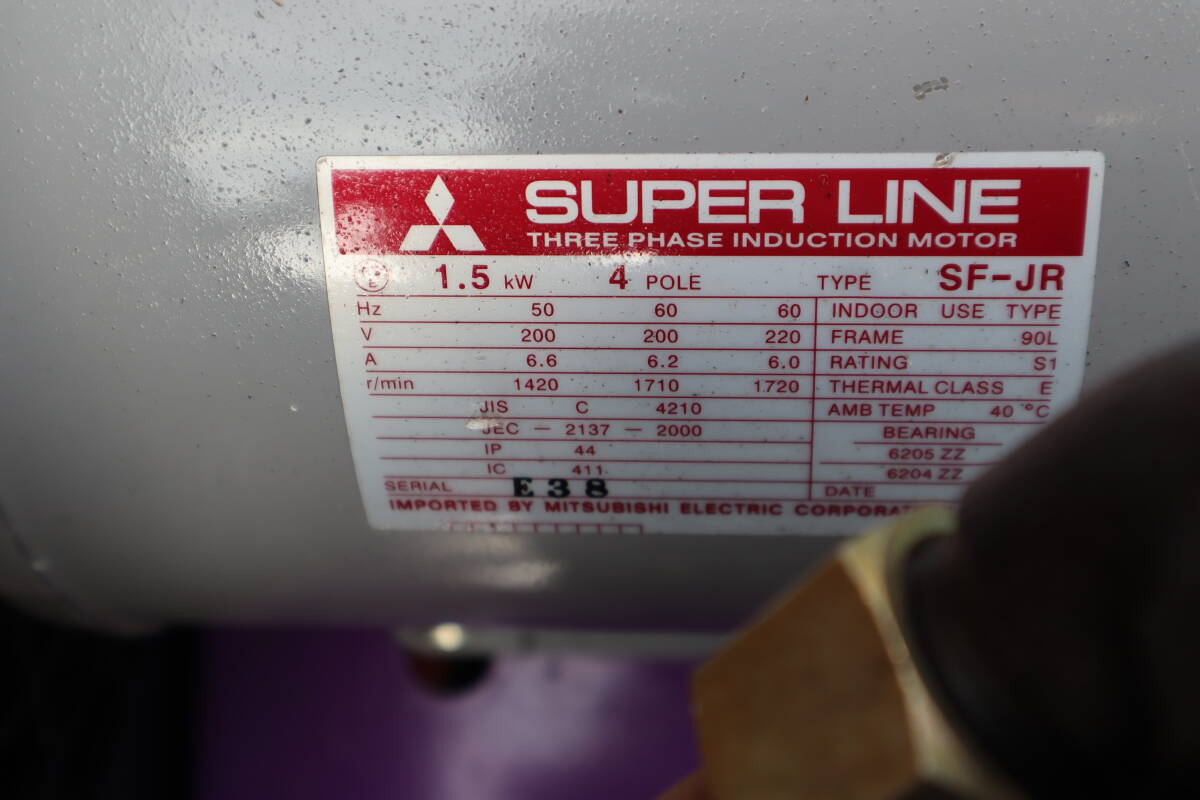 SUPER LINE
THREE PHASE INDUCTION MOTOR
1.5 kW 4 POLE TYPE SF-JR
Hz 50 60 60 INDOOR USE TYPE
V 200 200 220 FRAME 90L
A 6.6 6.2 6.0 RATING S1
r/min 1420 1710 1720 THERMAL CLASS E
JIS C 4210 AMB TEMP 40 °C
JEC － 2137 － 2000 BEARING
IP 44 6205 ZZ
IC 411 6204 ZZ
SERIAL E38 DATE
IMPORTED BY MITSUBISHI ELECTRIC